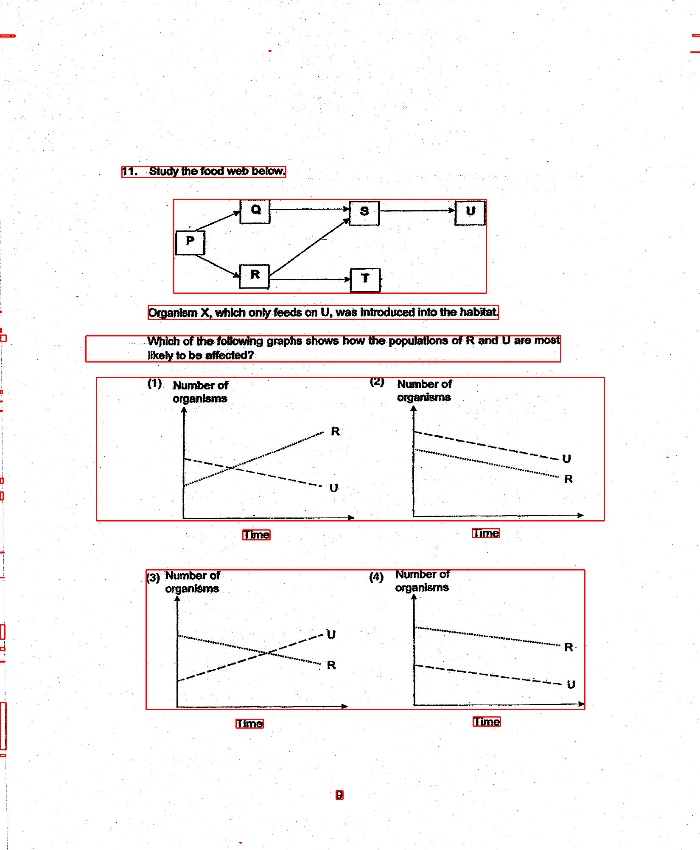 11. Study the food web below.
Q S U
P
R T
Organism X, which only feeds on U, was introduced into the habitat.
Which of the following graphs shows how the populations of R and U are most
likely to be affected?
(1) Number of
organisms
R
U
Time
(2) Number of
organisms
U
R
Time
(3) Number of
organisms
U
R
Time
(4) Number of
organisms
R
U
Time
9